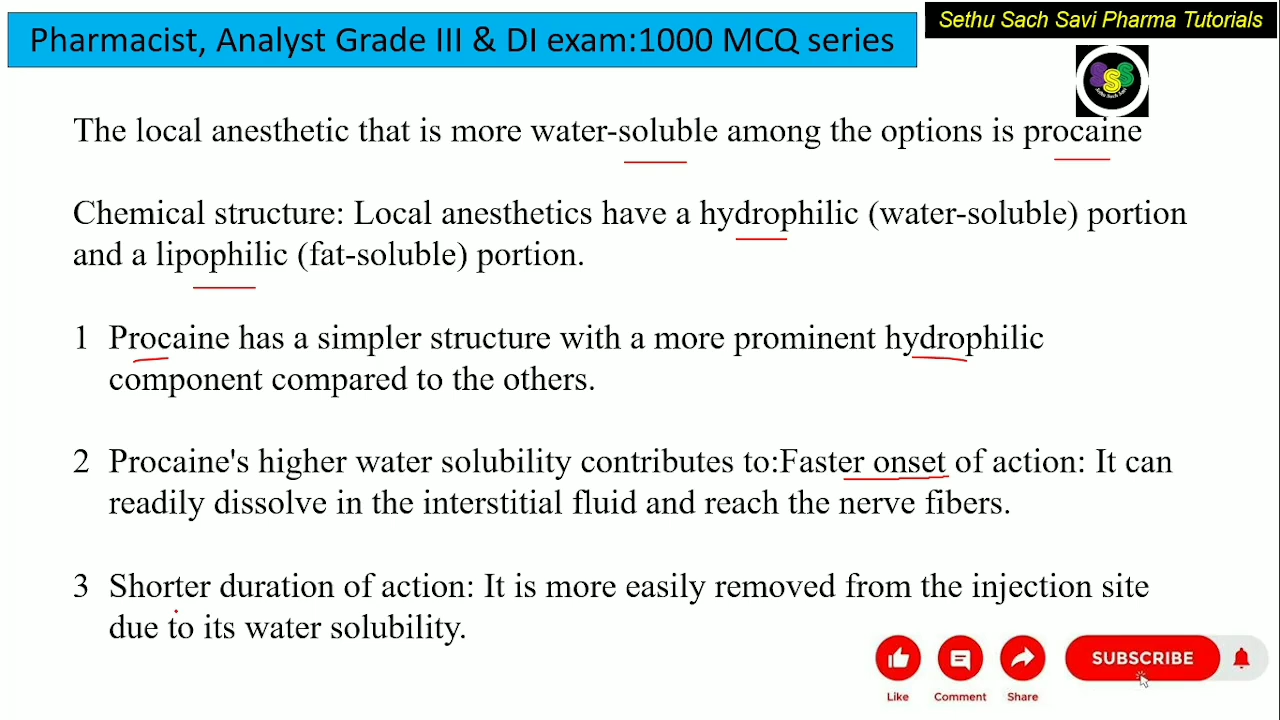 Pharmacist, Analyst Grade III & DI exam:1000 MCQ series
Sethu Sach Savi Pharma Tutorials
SSS
Sethu Sach Savi
The local anesthetic that is more water-soluble among the options is procaine
Chemical structure: Local anesthetics have a hydrophilic (water-soluble) portion
and a lipophilic (fat-soluble) portion.
1 Procaine has a simpler structure with a more prominent hydrophilic
component compared to the others.
2 Procaine's higher water solubility contributes to:Faster onset of action: It can
readily dissolve in the interstitial fluid and reach the nerve fibers.
3 Shorter duration of action: It is more easily removed from the injection site
due to its water solubility.
SUBSCRIBE
Like Comment Share